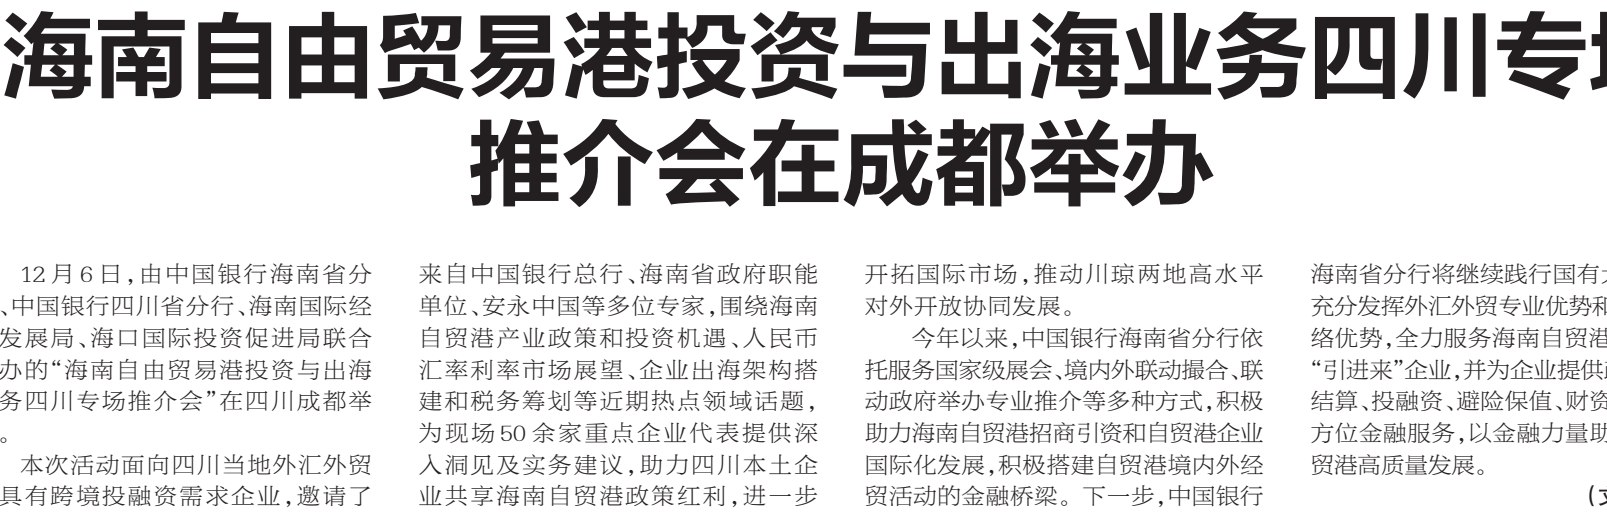 海南自由贸易港投资与出海业务四川专
推介会在成都举办
12月6日,由中国银行海南省分
、中国银行四川省分行、海南国际经
发展局、海口国际投资促进局联合
办的“海南自由贸易港投资与出海
务四川专场推介会”在四川成都举
。
本次活动面向四川当地外汇外贸
具有跨境投融资需求企业,邀请了
来自中国银行总行、海南省政府职能
单位、安永中国等多位专家,围绕海南
自贸港产业政策和投资机遇、人民币
汇率利率市场展望、企业出海架构搭
建和税务筹划等近期热点领域话题,
为现场50余家重点企业代表提供深
入洞见及实务建议,助力四川本土企
业共享海南自贸港政策红利,进一步
开拓国际市场,推动川琼两地高水平
对外开放协同发展。
今年以来,中国银行海南省分行依
托服务国家级展会、境内外联动撮合、联
动政府举办专业推介等多种方式,积极
助力海南自贸港招商引资和自贸港企业
国际化发展,积极搭建自贸港境内外经
贸活动的金融桥梁。下一步,中国银行
海南省分行将继续践行国有
充分发挥外汇外贸专业优势和
络优势,全力服务海南自贸港
“引进来”企业,并为企业提供
结算、投融资、避险保值、财资
方位金融服务,以金融力量助
贸港高质量发展。
(